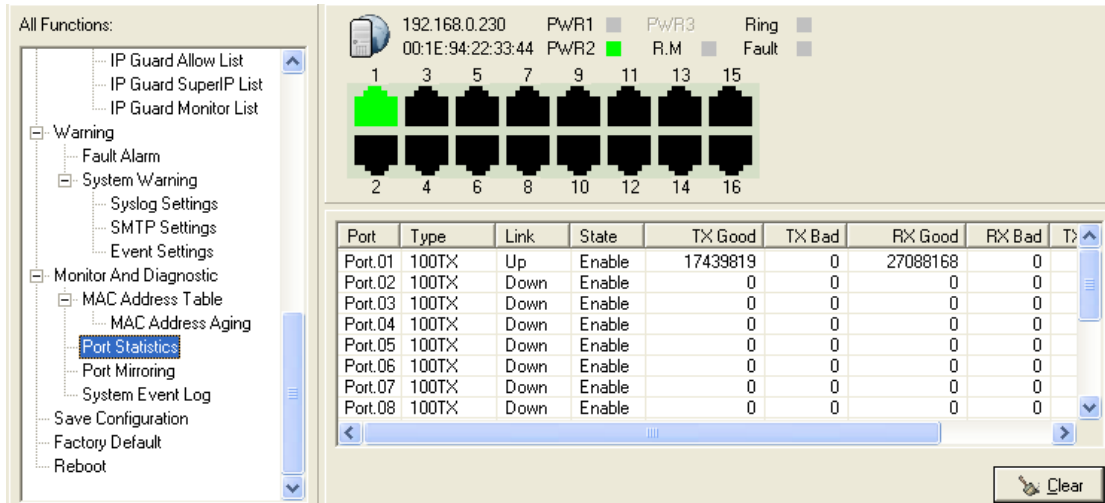 All Functions:
IP Guard Allow List
IP Guard SuperIP List
IP Guard Monitor List
Warning
Fault Alarm
System Warning
Syslog Settings
SMTP Settings
Event Settings
Monitor And Diagnostic
MAC Address Table
MAC Address Aging
Port Statistics
Port Mirroring
System Event Log
Save Configuration
Factory Default
Reboot
192.168.0.230 PWR1 PWR3 Ring
00:1E:94:22:33:44 PWR2 R.M Fault
1 3 5 7 9 11 13 15
2 4 6 8 10 12 14 16
Port Type Link State TX Good TX Bad RX Good RX Bad
Port.01 100TX Up Enable 17439819 0 27088168 0
Port.02 100TX Down Enable 0 0 0 0
Port.03 100TX Down Enable 0 0 0 0
Port.04 100TX Down Enable 0 0 0 0
Port.05 100TX Down Enable 0 0 0 0
Port.06 100TX Down Enable 0 0 0 0
Port.07 100TX Down Enable 0 0 0 0
Port.08 100TX Down Enable 0 0 0 0
Clear